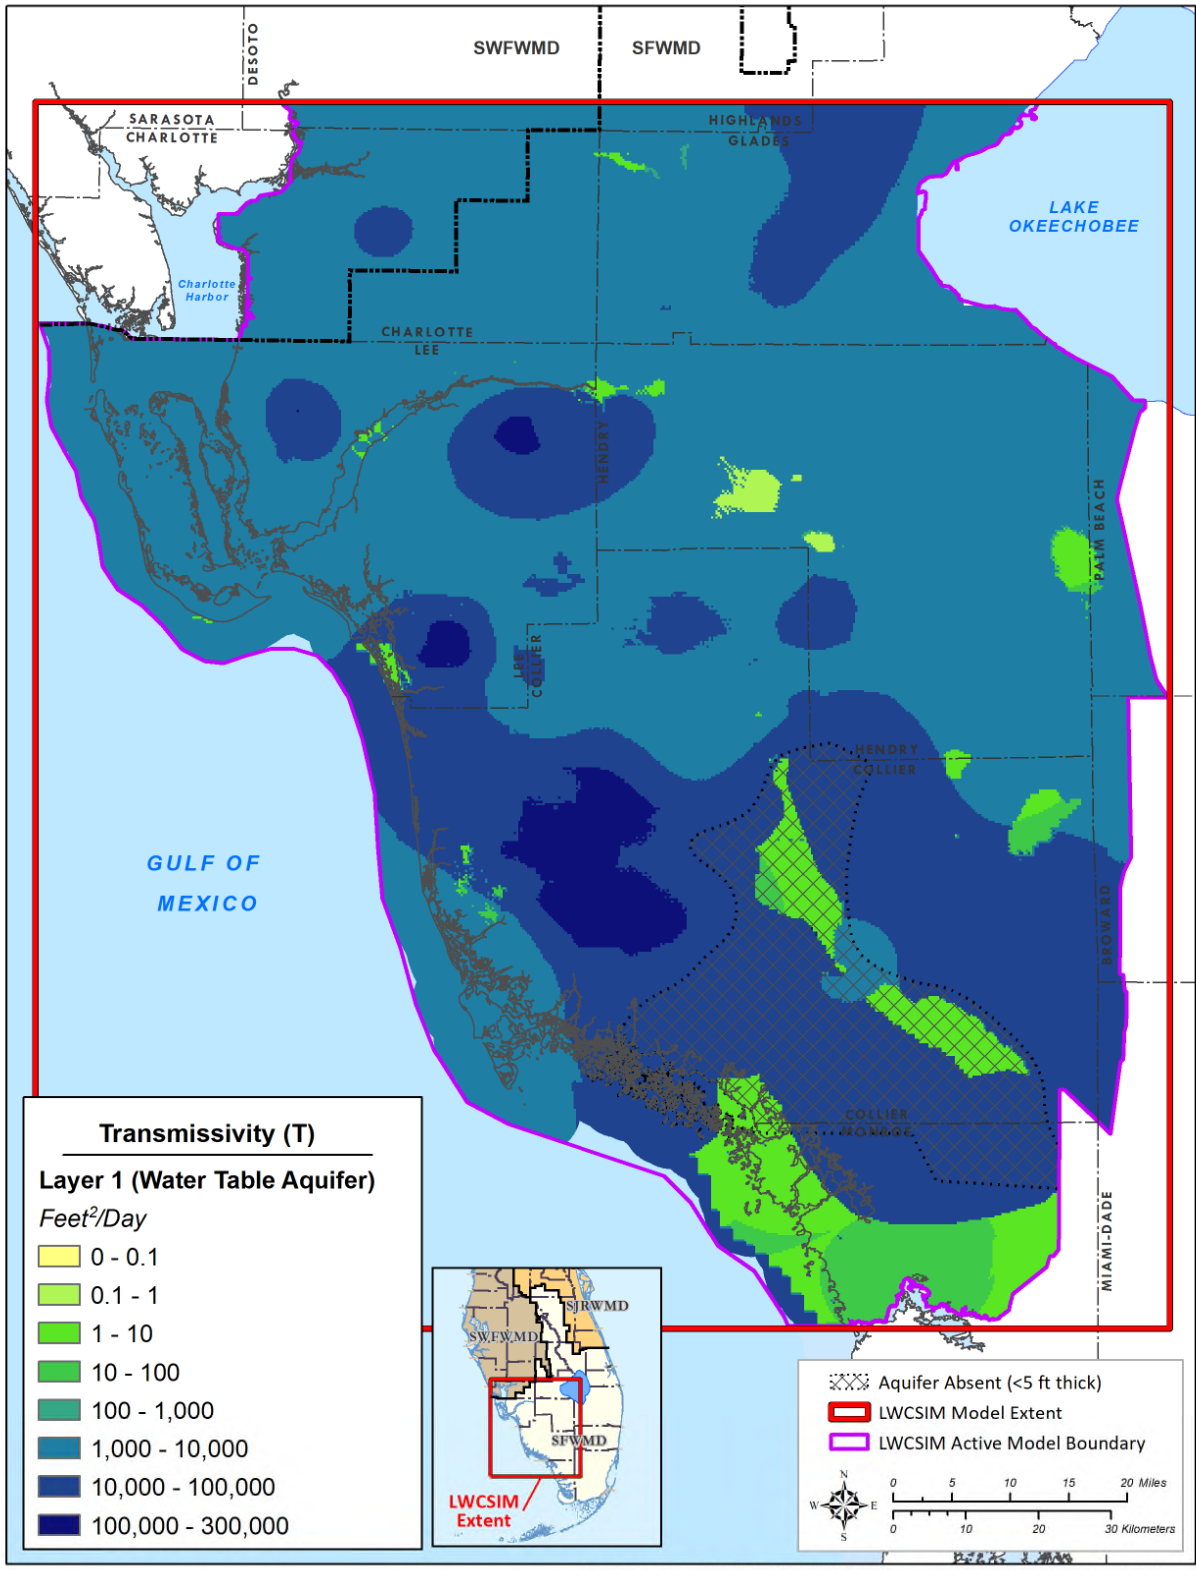 DESOTO
SWFWMD
SFWMD
SARASOTA
CHARLOTTE
HIGHLANDS
GLADES
LAKE
OKEECHOBEE
Charlotte
Harbor
CHARLOTTE
LEE
HENDRY
PALM BEACH
LEE
COLLIER
HENDRY
COLLIER
GULF OF
MEXICO
BROWARD
COLLIER
MONROE
MIAMI-DADE
Transmissivity (T)
Layer 1 (Water Table Aquifer)
Feet²/Day
0 - 0.1
0.1 - 1
1 - 10
10 - 100
100 - 1,000
1,000 - 10,000
10,000 - 100,000
100,000 - 300,000
SJRWMD
SWFWMD
SFWMD
LWCSIM
Extent
Aquifer Absent (<5 ft thick)
LWCSIM Model Extent
LWCSIM Active Model Boundary
N
W
E
S
0 5 10 15 20 Miles
0 10 20 30 Kilometers